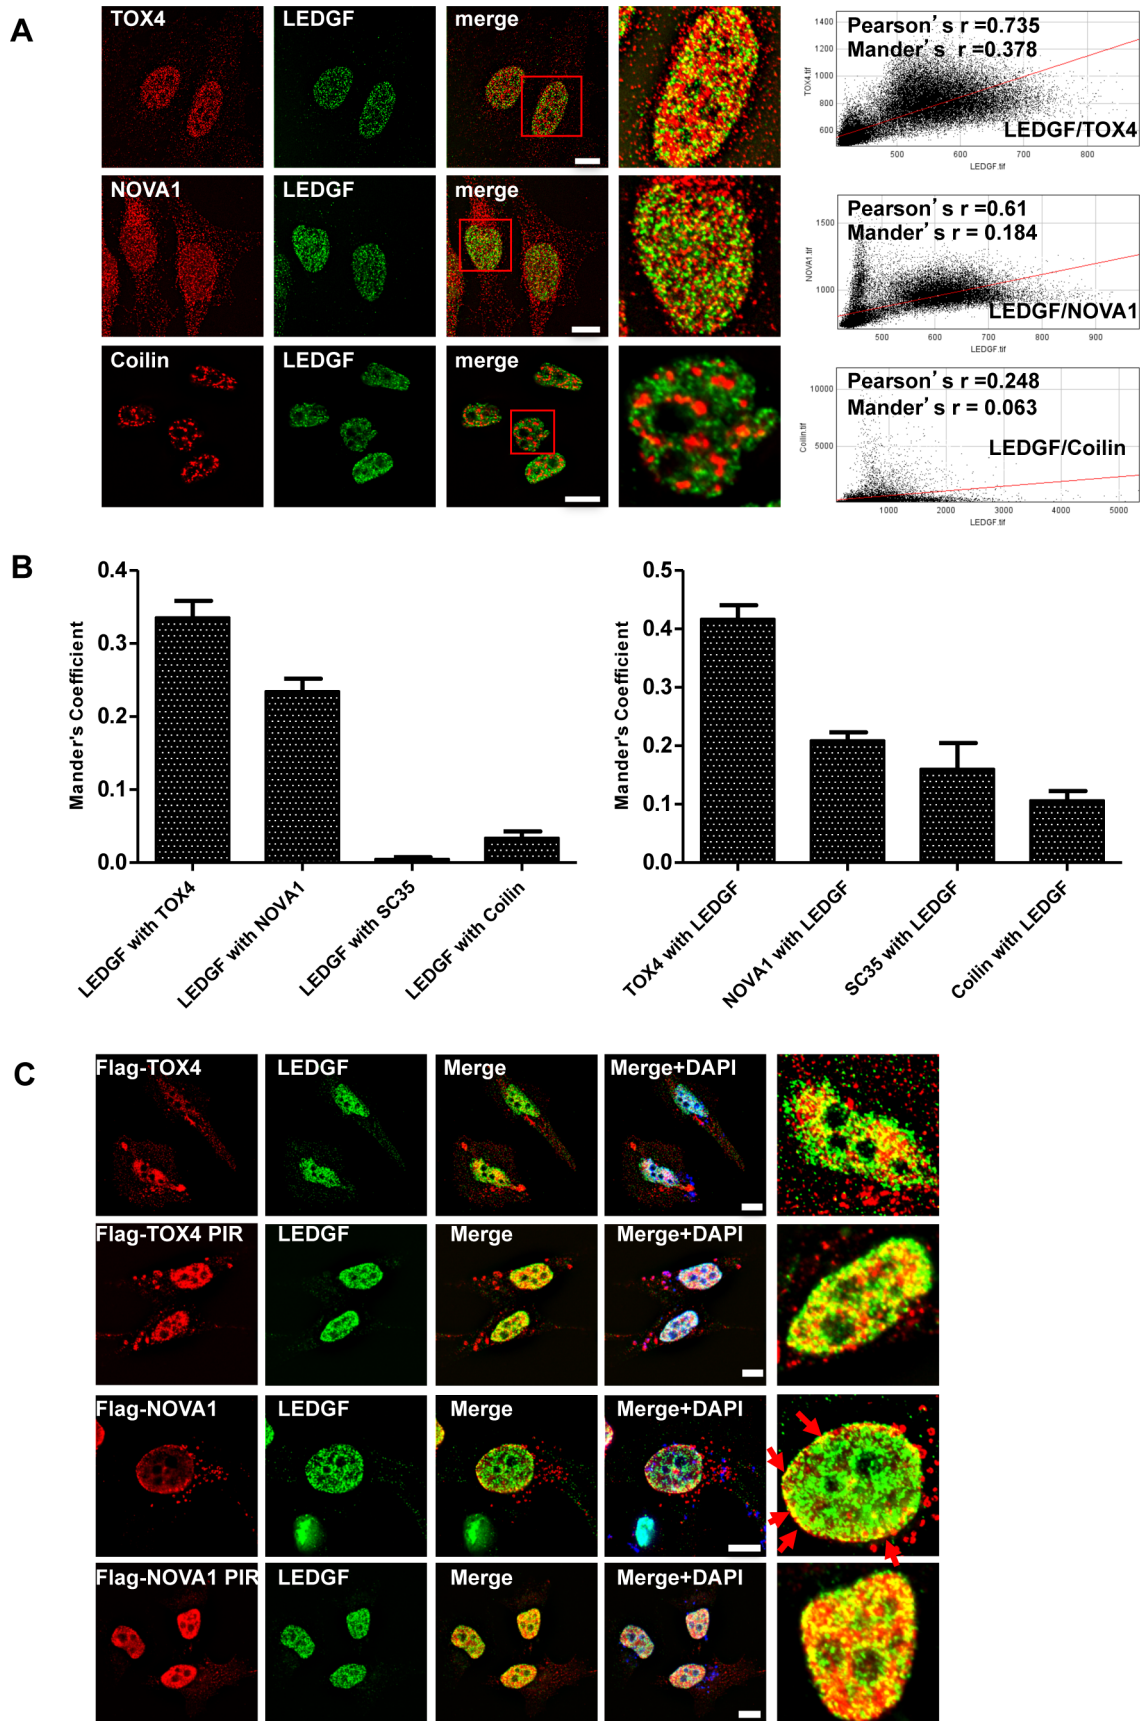 A
TOX4
LEDGF
merge
Pearson's r=0.735
Mander's r=0.378
LEDGF/TOX4
TOX4.tif
1400
1200
1000
800
600
500
600
700
800
LEDGF.tif
NOVA1
LEDGF
merge
Pearson's r=0.61
Mander's r=0.184
LEDGF/NOVA1
NOVA1.tif
1500
1000
500
600
700
800
900
LEDGF.tif
Coilin
LEDGF
merge
Pearson's r=0.248
Mander's r=0.063
LEDGF/Coilin
Coilin.tif
10000
5000
1000
2000
3000
4000
5000
LEDGF.tif
B
Mander's Coefficient
0.4
0.3
0.2
0.1
0.0
LEDGF with TOX4
LEDGF with NOVA1
LEDGF with SC35
LEDGF with Coilin
Mander's Coefficient
0.5
0.4
0.3
0.2
0.1
0.0
TOX4 with LEDGF
NOVA1 with LEDGF
SC35 with LEDGF
Coilin with LEDGF
C
Flag-TOX4
LEDGF
Merge
Merge+DAPI
Flag-TOX4 PIR
LEDGF
Merge
Merge+DAPI
Flag-NOVA1
LEDGF
Merge
Merge+DAPI
Flag-NOVA1 PIR
LEDGF
Merge
Merge+DAPI